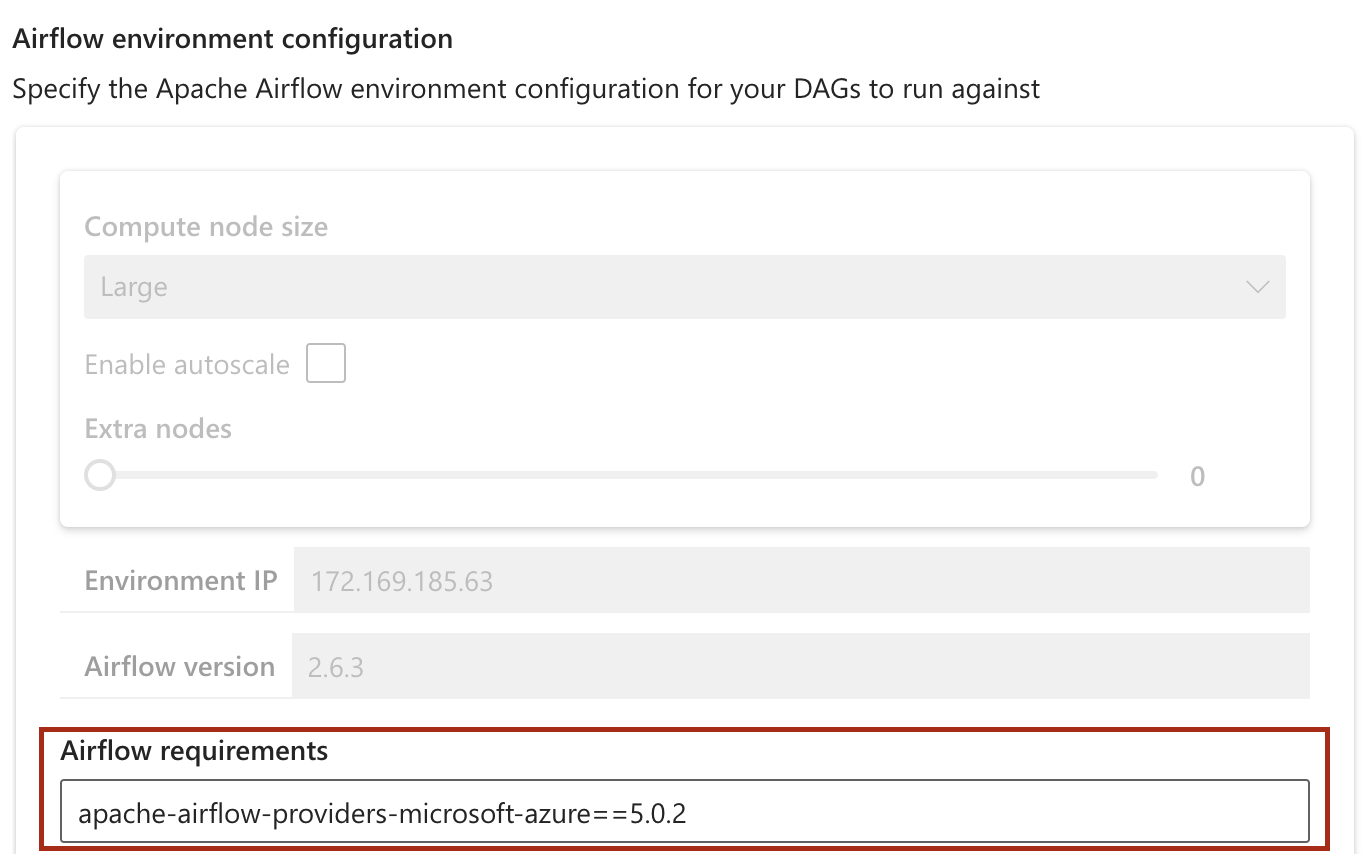 Airflow environment configuration
Specify the Apache Airflow environment configuration for your DAGs to run against
Compute node size
Large
Enable autoscale
Extra nodes
0
Environment IP 172.169.185.63
Airflow version 2.6.3
Airflow requirements
apache-airflow-providers-microsoft-azure==5.0.2